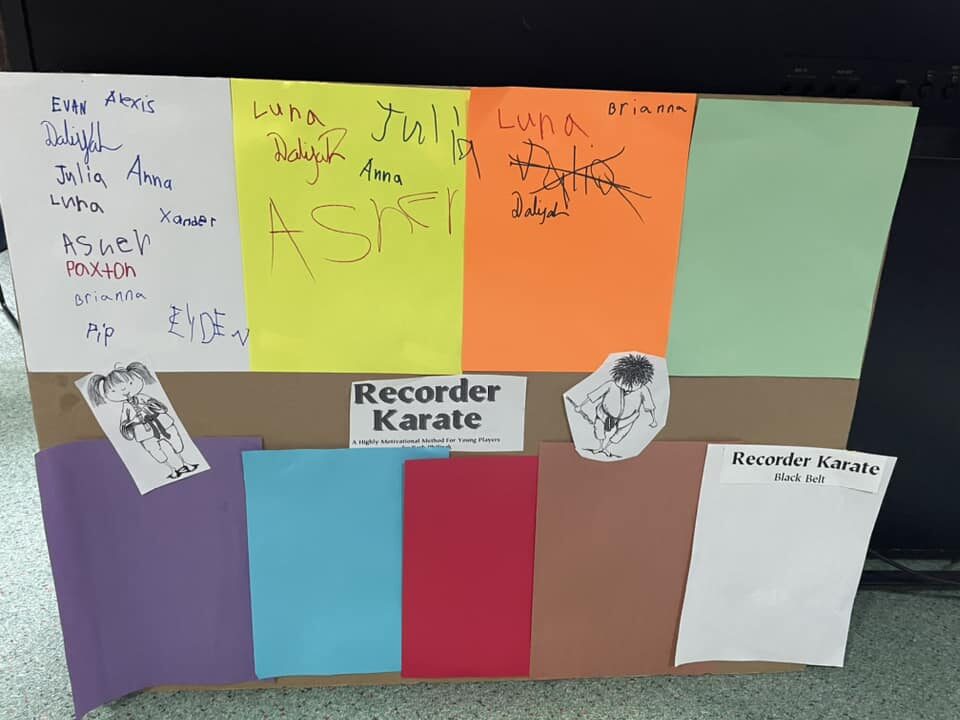 EVAN Alexis
Daliyah
Julia Anna
Luna
Xander
ASHER
Paxton
Brianna
Pip EYDEN
Luna Julia
Daliyah
Anna
ASHER
Luna Brianna
Daliyah
Recorder
Karate
A Highly Motivational Method For Young Players
Recorder Karate
Black Belt